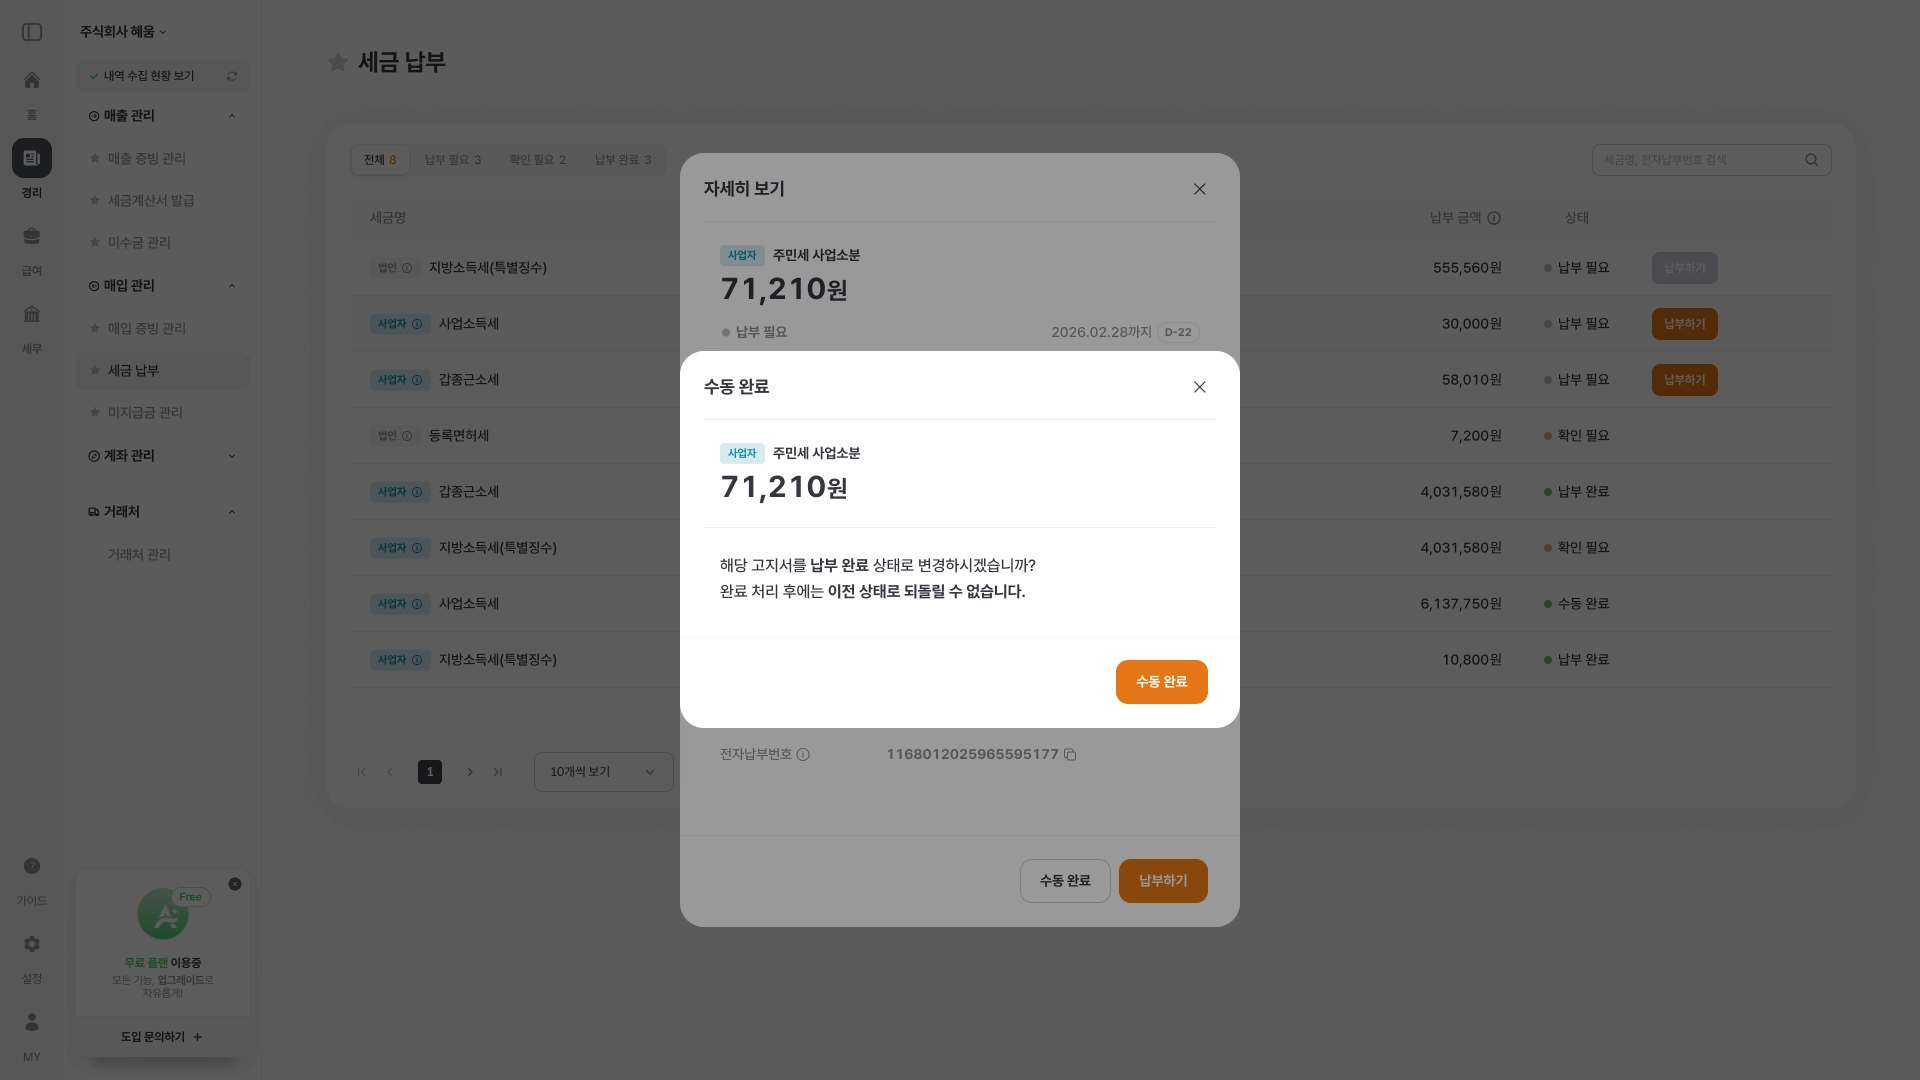 주식회사 혜움
내역 수집 현황 보기
홈
경리
급여
세무
가이드
설정
MY
매출 관리
매출 증빙 관리
세금계산서 발급
미수금 관리
매입 관리
매입 증빙 관리
세금 납부
미지급금 관리
계좌 관리
거래처
거래처 관리
Free
무료 플랜 이용중
모든 기능, 업그레이드로
자유롭게!
도입 문의하기 +
세금 납부
전체 8 납부 필요 3 확인 필요 2 납부 완료 3
세금명, 전자납부번호 검색
세금명 납부 금액 상태
법인 지방소득세(특별징수) 555,560원 납부 필요 납부하기
사업자 사업소득세 30,000원 납부 필요 납부하기
사업자 갑종근소세 58,010원 납부 필요 납부하기
법인 등록면허세 7,200원 확인 필요
사업자 갑종근소세 4,031,580원 납부 완료
사업자 지방소득세(특별징수) 4,031,580원 확인 필요
사업자 사업소득세 6,137,750원 수동 완료
사업자 지방소득세(특별징수) 10,800원 납부 완료
1 10개씩 보기
자세히 보기
사업자 주민세 사업소분
71,210원
납부 필요 2026.02.28까지 D-22
수동 완료
사업자 주민세 사업소분
71,210원
해당 고지서를 납부 완료 상태로 변경하시겠습니까?
완료 처리 후에는 이전 상태로 되돌릴 수 없습니다.
수동 완료
전자납부번호 1168012025965595177
수동 완료 납부하기